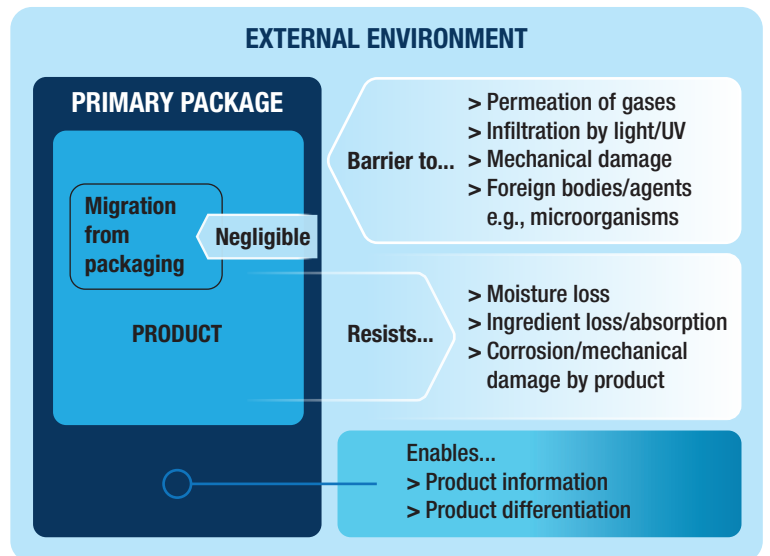 EXTERNAL ENVIRONMENT
PRIMARY PACKAGE
Migration
from
packaging
Negligible
PRODUCT
Barrier to...
> Permeation of gases
> Infiltration by light/UV
> Mechanical damage
> Foreign bodies/agents
e.g., microorganisms
Resists...
> Moisture loss
> Ingredient loss/absorption
> Corrosion/mechanical
damage by product
Enables...
> Product information
> Product differentiation